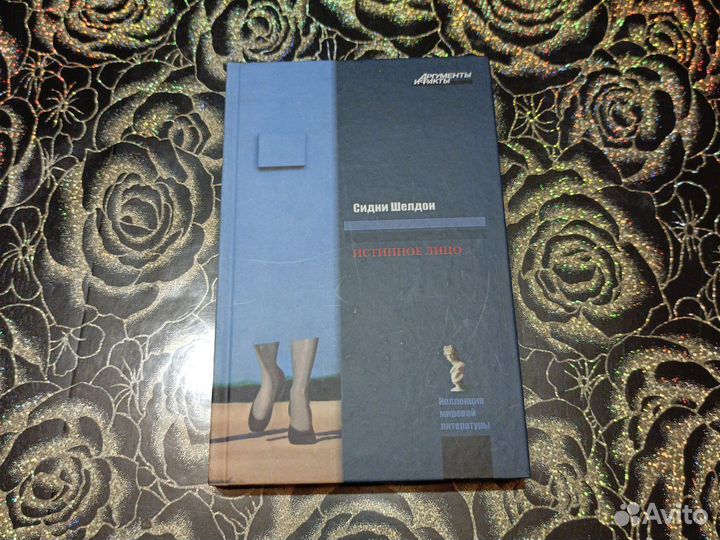 Аргументы
и Факты
Сидни Шелдон
ИСТИННОЕ ЛИЦО
Коллекция
мировой
литературы
Avito